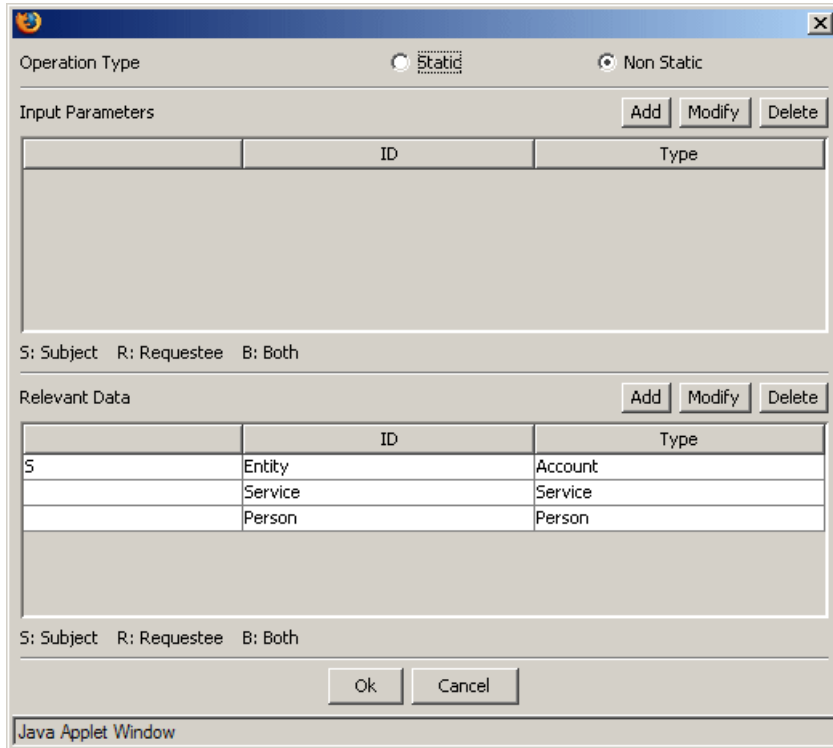 Operation Type Static Non Static
Input Parameters Add Modify Delete
ID Type
S: Subject R: Requestee B: Both
Relevant Data Add Modify Delete
ID Type
S Entity Account
Service Service
Person Person
S: Subject R: Requestee B: Both
Ok Cancel
Java Applet Window